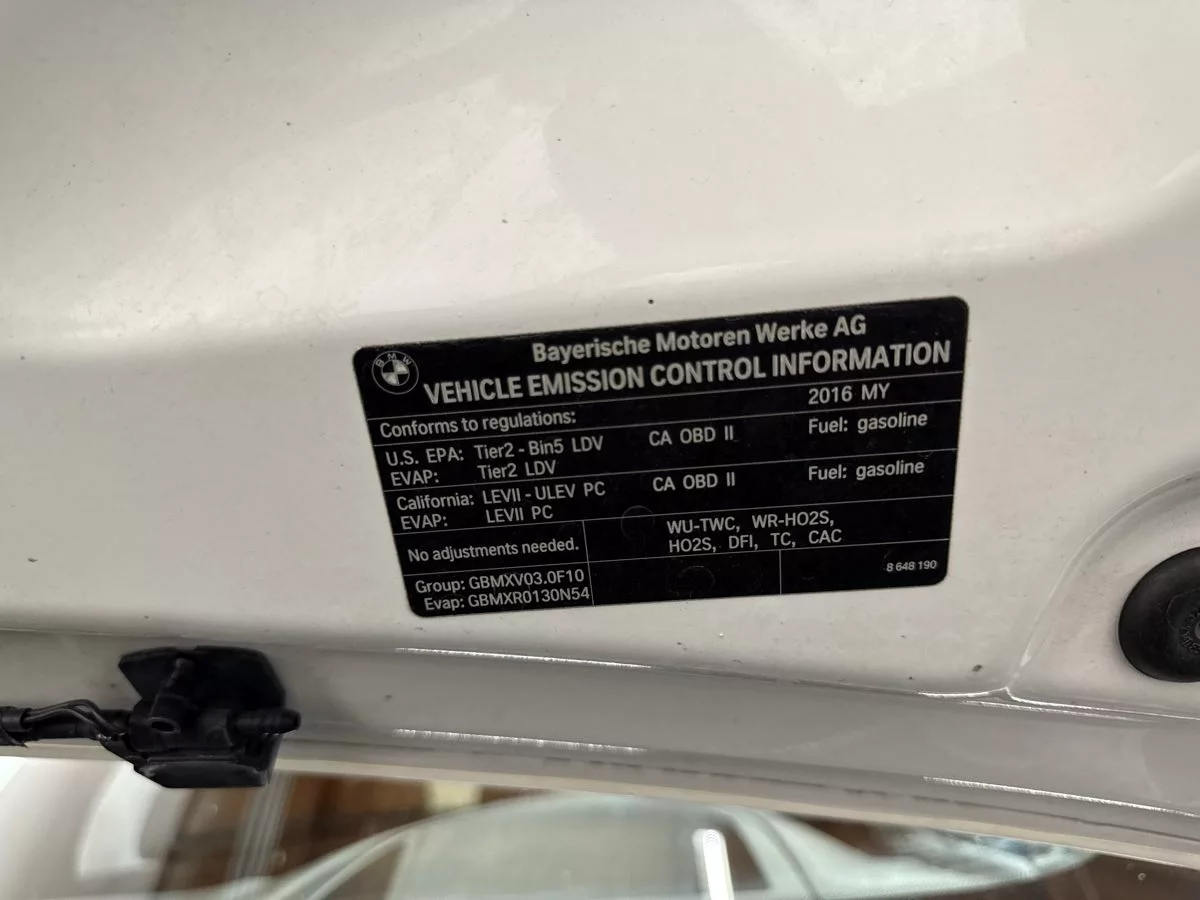 BMW
Bayerische Motoren Werke AG
VEHICLE EMISSION CONTROL INFORMATION
Conforms to regulations: 2016 MY
U.S. EPA: Tier2 - Bin5 LDV CA OBD II Fuel: gasoline
EVAP: Tier2 LDV
California: LEVII - ULEV PC CA OBD II Fuel: gasoline
EVAP: LEVII PC
No adjustments needed. WU-TWC, WR-HO2S,
HO2S, DFI, TC, CAC
Group: GBMXV03.0F10
Evap: GBMXR0130N54
8 648 190